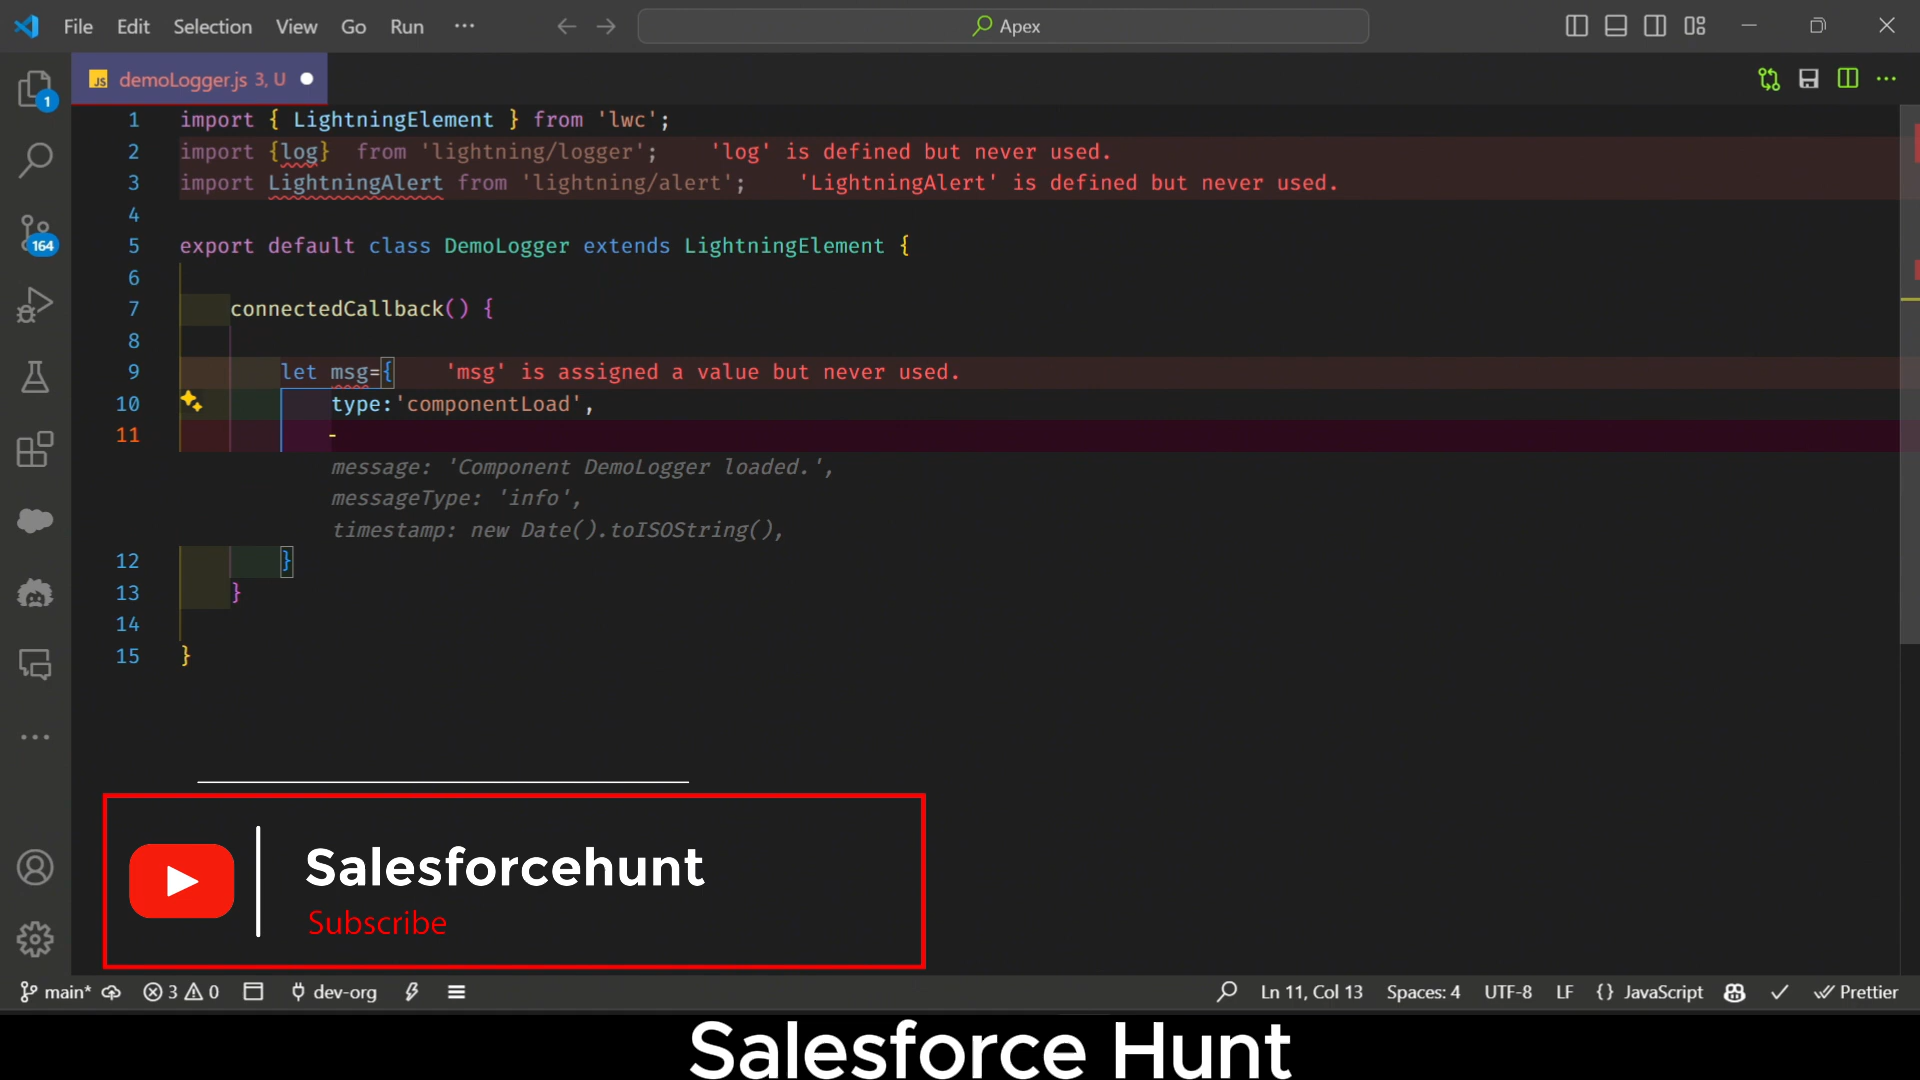 File Edit Selection View Go Run ···
Apex
JS demoLogger.js 3, U
1 import { LightningElement } from 'lwc';
2 import {log}  from 'lightning/logger'; 'log' is defined but never used.
3 import LightningAlert from 'lightning/alert'; 'LightningAlert' is defined but never used.
4
5 export default class DemoLogger extends LightningElement {
6
7 connectedCallback() {
8
9 let msg={ 'msg' is assigned a value but never used.
10 type:'componentLoad',
11
message: 'Component DemoLogger loaded.',
messageType: 'info',
timestamp: new Date().toISOString(),
12 }
13 }
14
15 }
1
164
Salesforcehunt
Subscribe
main* 3 0 dev-org Ln 11, Col 13 Spaces: 4 UTF-8 LF {} JavaScript Prettier
Salesforce Hunt